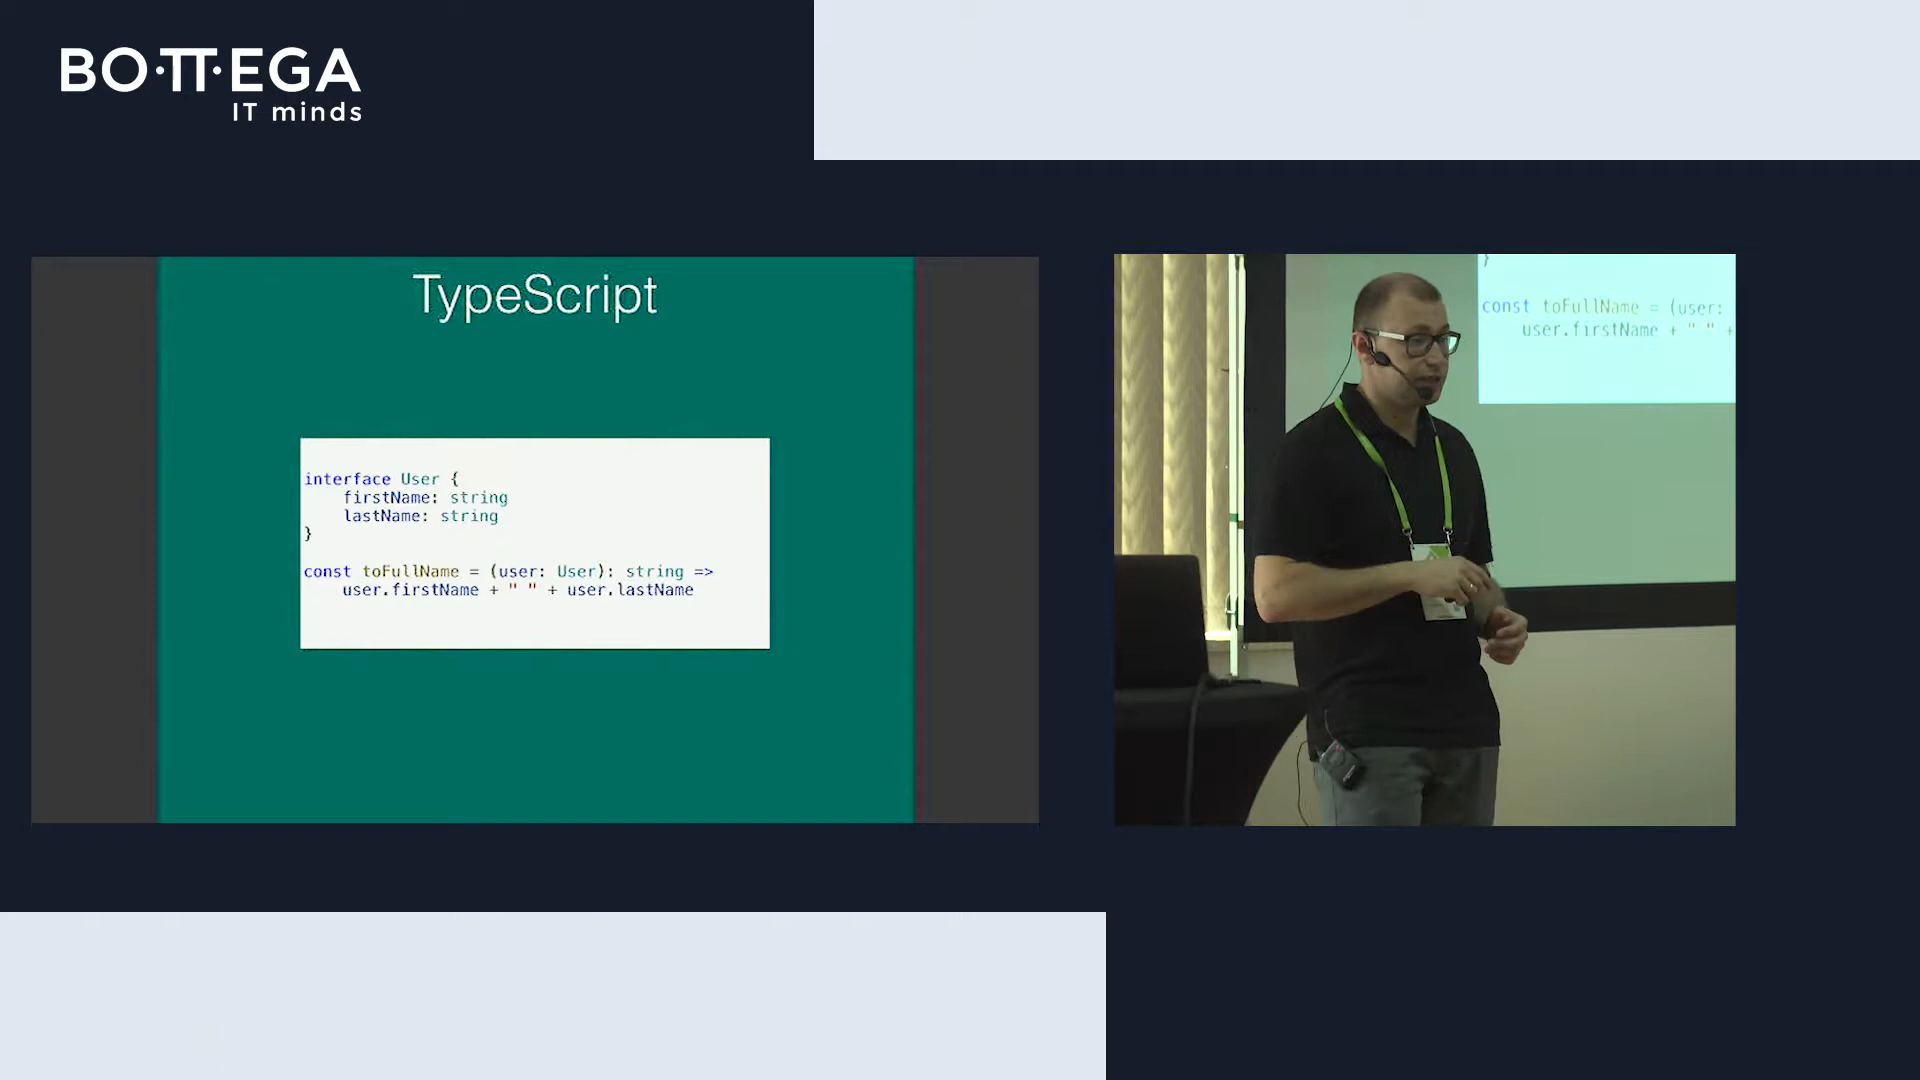 BO·TT·EGA
IT minds
TypeScript
interface User {
    firstName: string
    lastName: string
}
const toFullName = (user: User): string =>
    user.firstName + " " + user.lastName
}
const toFullName = (user:
    user.firstName + " " +